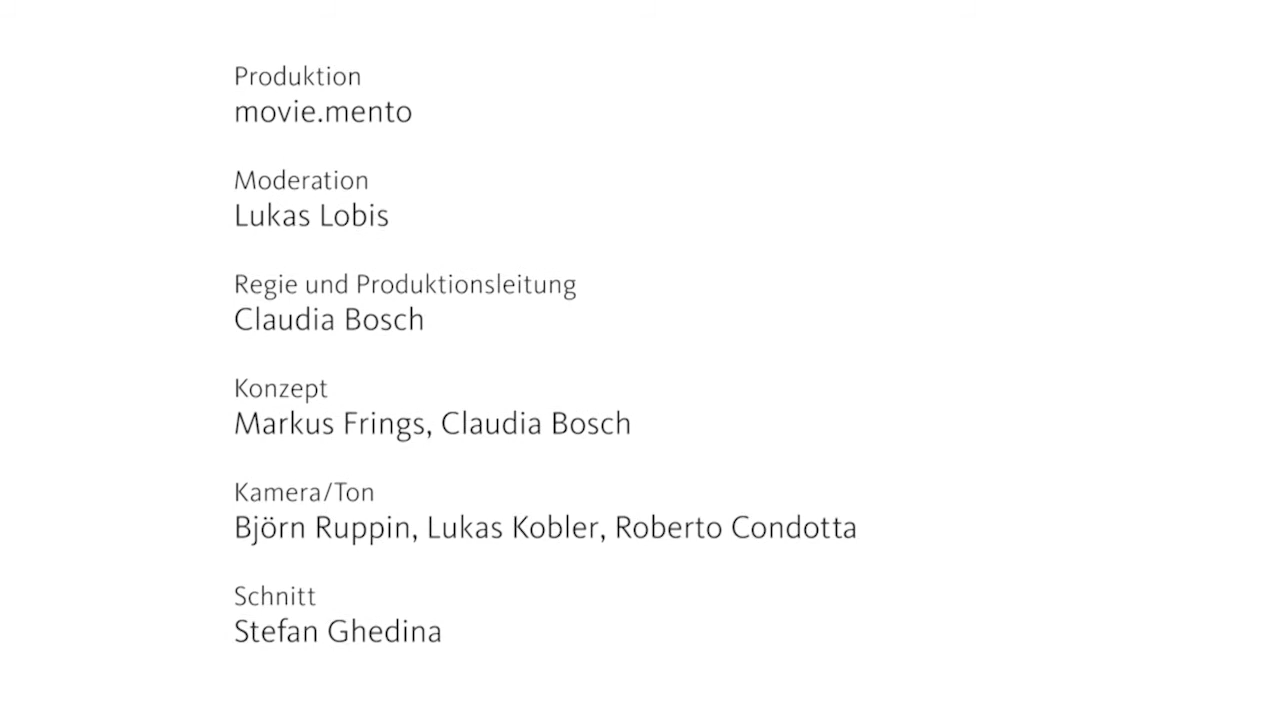 Produktion
movie.mento
Moderation
Lukas Lobis
Regie und Produktionsleitung
Claudia Bosch
Konzept
Markus Frings, Claudia Bosch
Kamera/Ton
Björn Ruppin, Lukas Kobler, Roberto Condotta
Schnitt
Stefan Ghedina